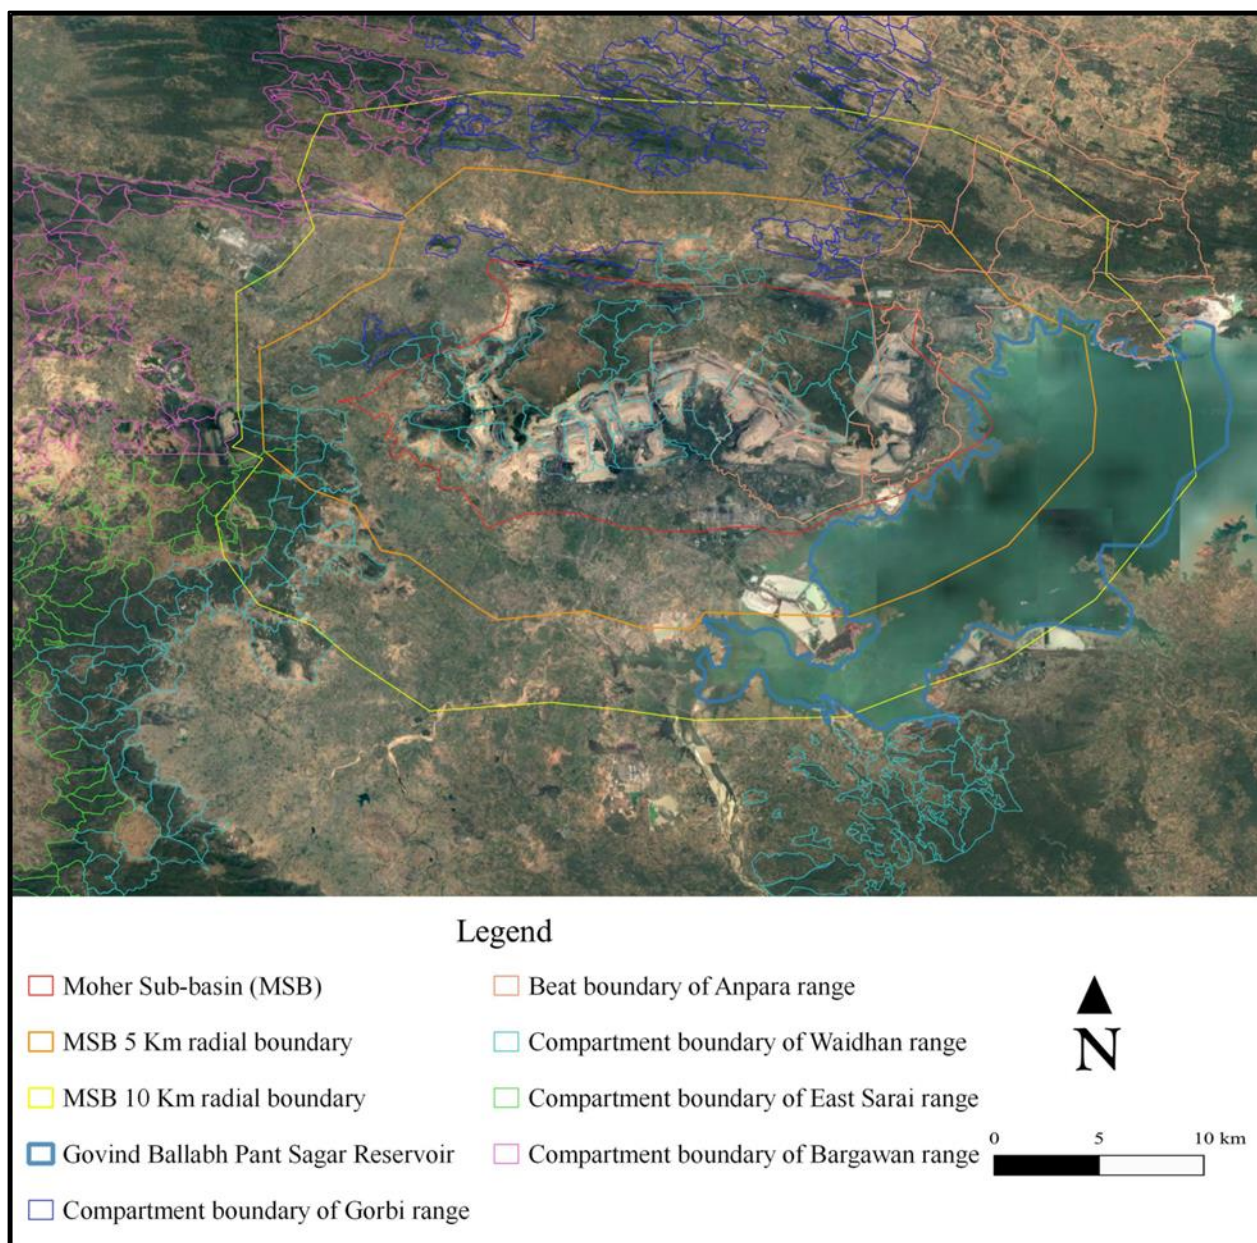 Legend
Moher Sub-basin (MSB)
MSB 5 Km radial boundary
MSB 10 Km radial boundary
Govind Ballabh Pant Sagar Reservoir
Compartment boundary of Gorbi range
Beat boundary of Anpara range
Compartment boundary of Waidhan range
Compartment boundary of East Sarai range
Compartment boundary of Bargawan range
N
0 5 10 km